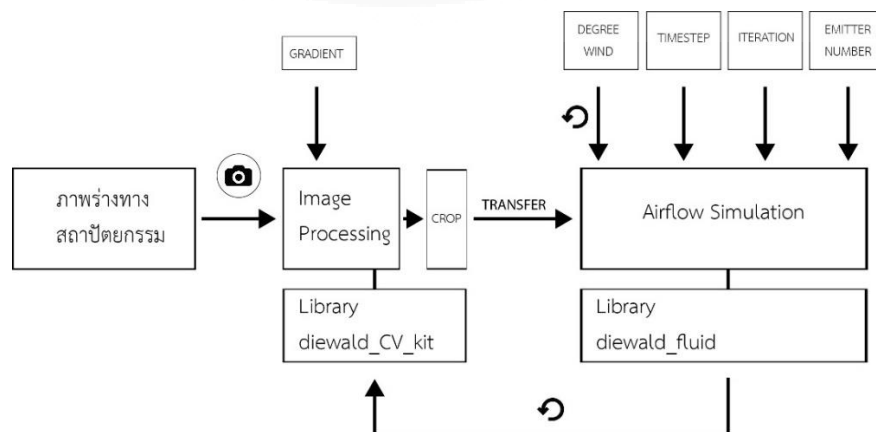 DEGREE
WIND
TIMESTEP
ITERATION
EMITTER
NUMBER
GRADIENT
ภาพร่างทาง
สถาปัตยกรรม
Image
Processing
CROP
TRANSFER
Airflow Simulation
Library
diewald_CV_kit
Library
diewald_fluid